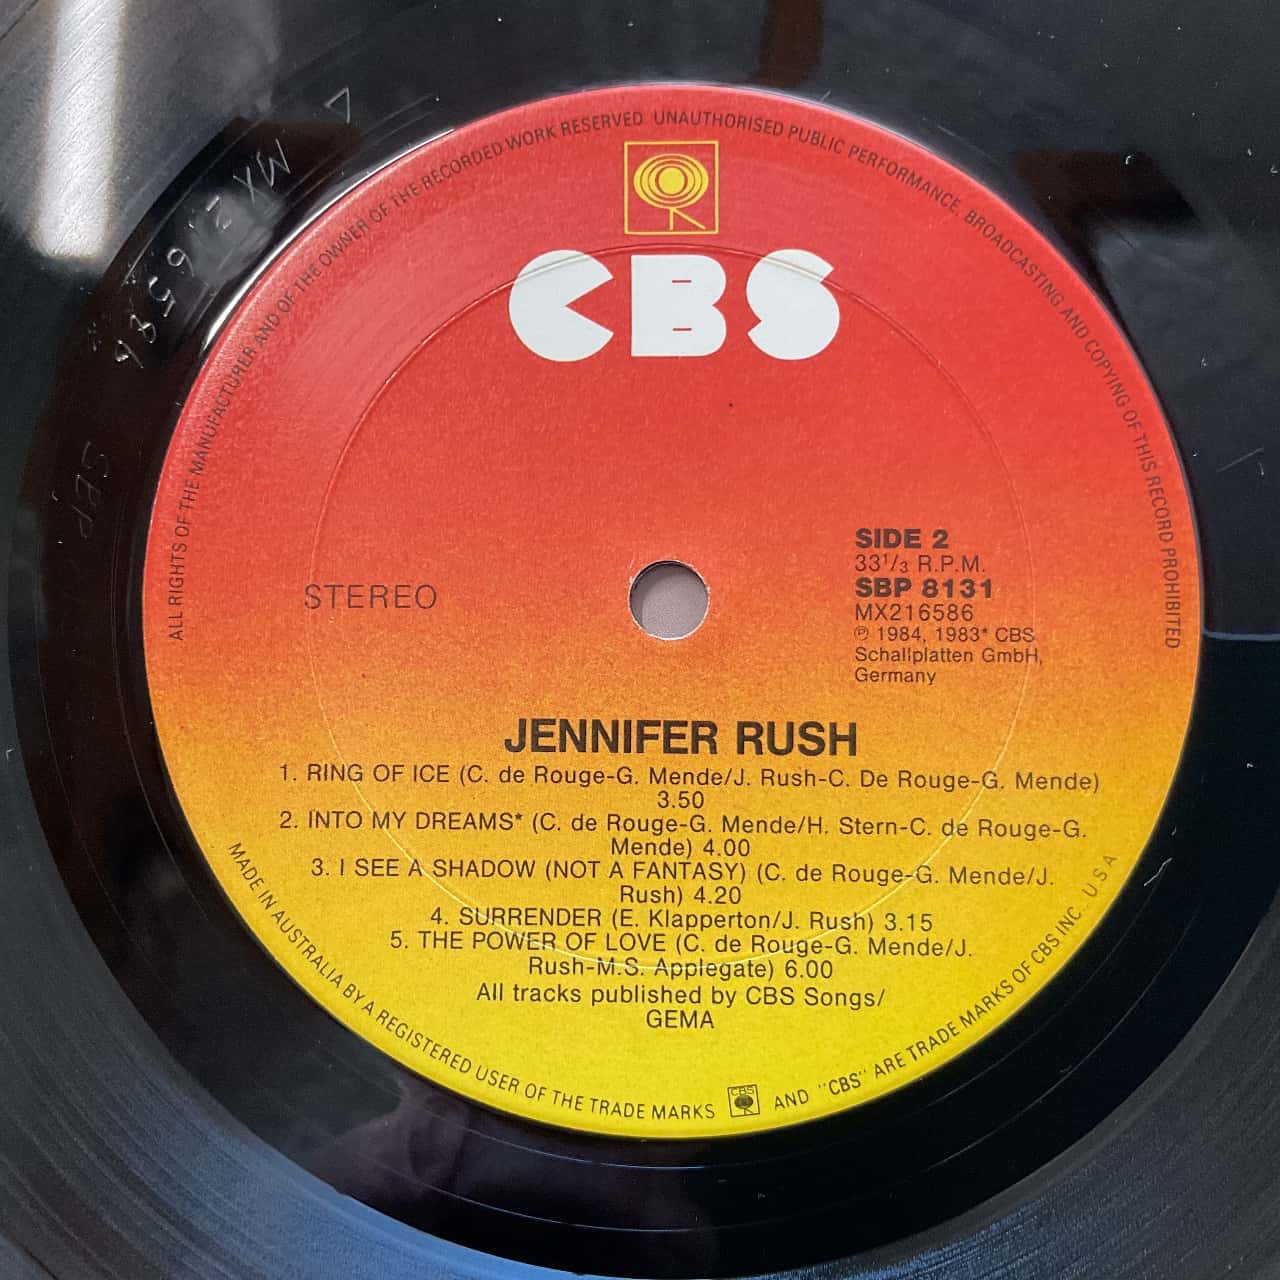 ALL RIGHTS OF THE MANUFACTURER AND OF THE OWNER OF THE RECORDED WORK RESERVED. UNAUTHORISED PUBLIC PERFORMANCE, BROADCASTING AND COPYING OF THIS RECORD PROHIBITED
CBS
STEREO
SIDE 2
33⅓ R.P.M.
SBP 8131
MX216586
℗ 1984, 1983* CBS
Schallplatten GmbH,
Germany
JENNIFER RUSH
1. RING OF ICE (C. de Rouge-G. Mende/J. Rush-C. De Rouge-G. Mende)
3.50
2. INTO MY DREAMS* (C. de Rouge-G. Mende/H. Stern-C. de Rouge-G.
Mende) 4.00
3. I SEE A SHADOW (NOT A FANTASY) (C. de Rouge-G. Mende/J.
Rush) 4.20
4. SURRENDER (E. Klapperton/J. Rush) 3.15
5. THE POWER OF LOVE (C. de Rouge-G. Mende/J.
Rush-M.S. Applegate) 6.00
All tracks published by CBS Songs/
GEMA
MADE IN AUSTRALIA BY A REGISTERED USER OF THE TRADE MARKS CBS AND "CBS" ARE TRADE MARKS OF CBS INC. U S A